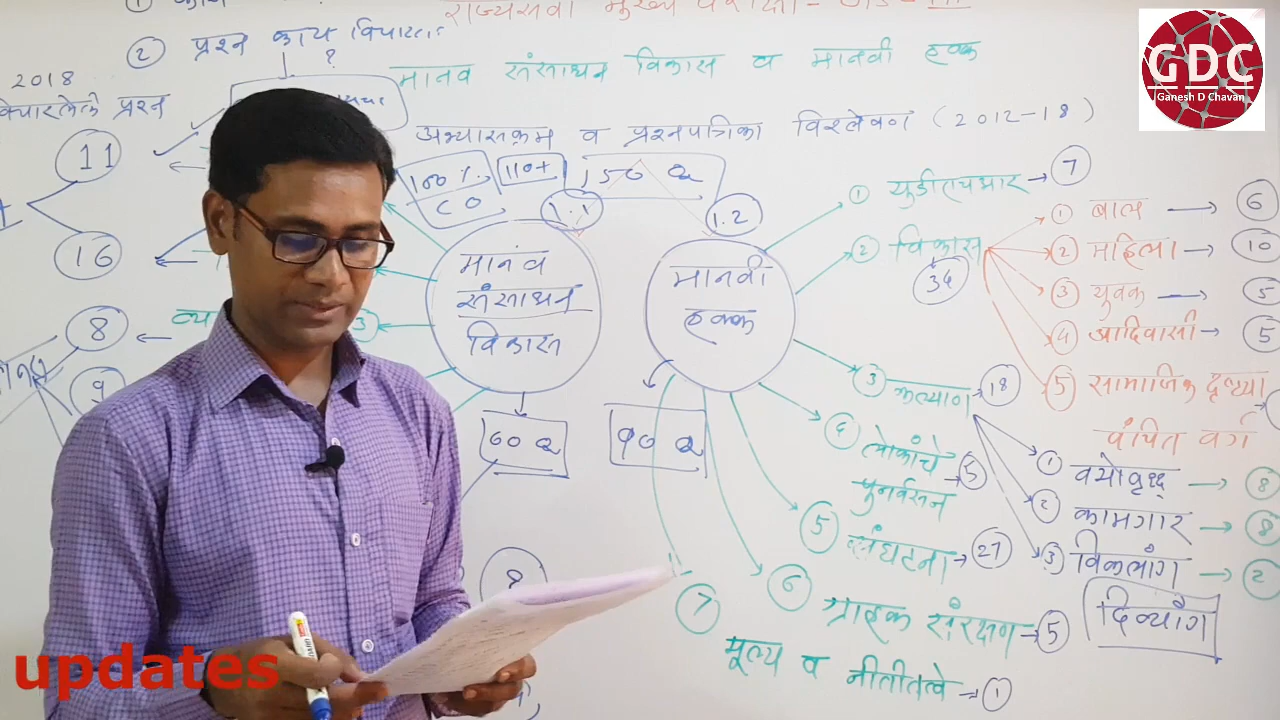 राज्यसेवा मुख्य परीक्षा - GS - III
② प्रश्न काय विचारतात ?
मानव संसाधन विकास व मानवी हक्क
2018
विचारलेले प्रश्न
अभ्यासक्रम व प्रश्नपत्रिका विश्लेषण (2012-18)
11
16
8
9
100 %.
110+
150 Q
1.1
1.2
मानव
संसाधन
विकास
60 Q
मानवी
हक्क
90 Q
① युडीएचआर → 7
② विकास
34
① बाल → 6
② महिला → 10
③ युवक → 5
④ आदिवासी → 5
⑤ सामाजिक दृष्ट्या
वंचित वर्ग
③ कल्याण → 18
① वयोवृद्ध → 8
② कामगार → 8
③ विकलांग → 2
दिव्यांग
④ लोकांचे
पुनर्वसन → 5
⑤ संघटना → 27
⑥ ग्राहक संरक्षण → 5
⑦ मूल्य व नीतीतत्वे → 1
GDC
Ganesh D Chavan
updates